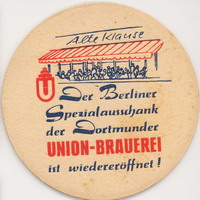 Alte Klause
U
Der Berliner
Spezialausschank
der Dortmunder
UNION-BRAUEREI
ist wiedereröffnet!